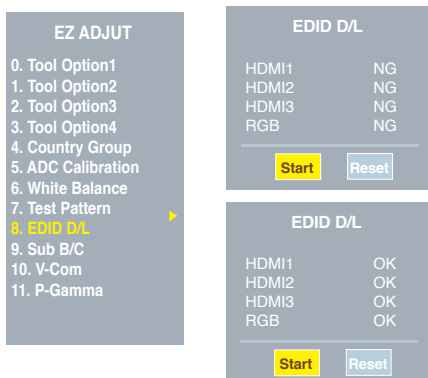 EZ ADJUT
0. Tool Option1
1. Tool Option2
2. Tool Option3
3. Tool Option4
4. Country Group
5. ADC Calibration
6. White Balance
7. Test Pattern
8. EDID D/L
9. Sub B/C
10. V-Com
11. P-Gamma
EDID D/L
HDMI1 NG
HDMI2 NG
HDMI3 NG
RGB NG
Start Reset
EDID D/L
HDMI1 OK
HDMI2 OK
HDMI3 OK
RGB OK
Start Reset